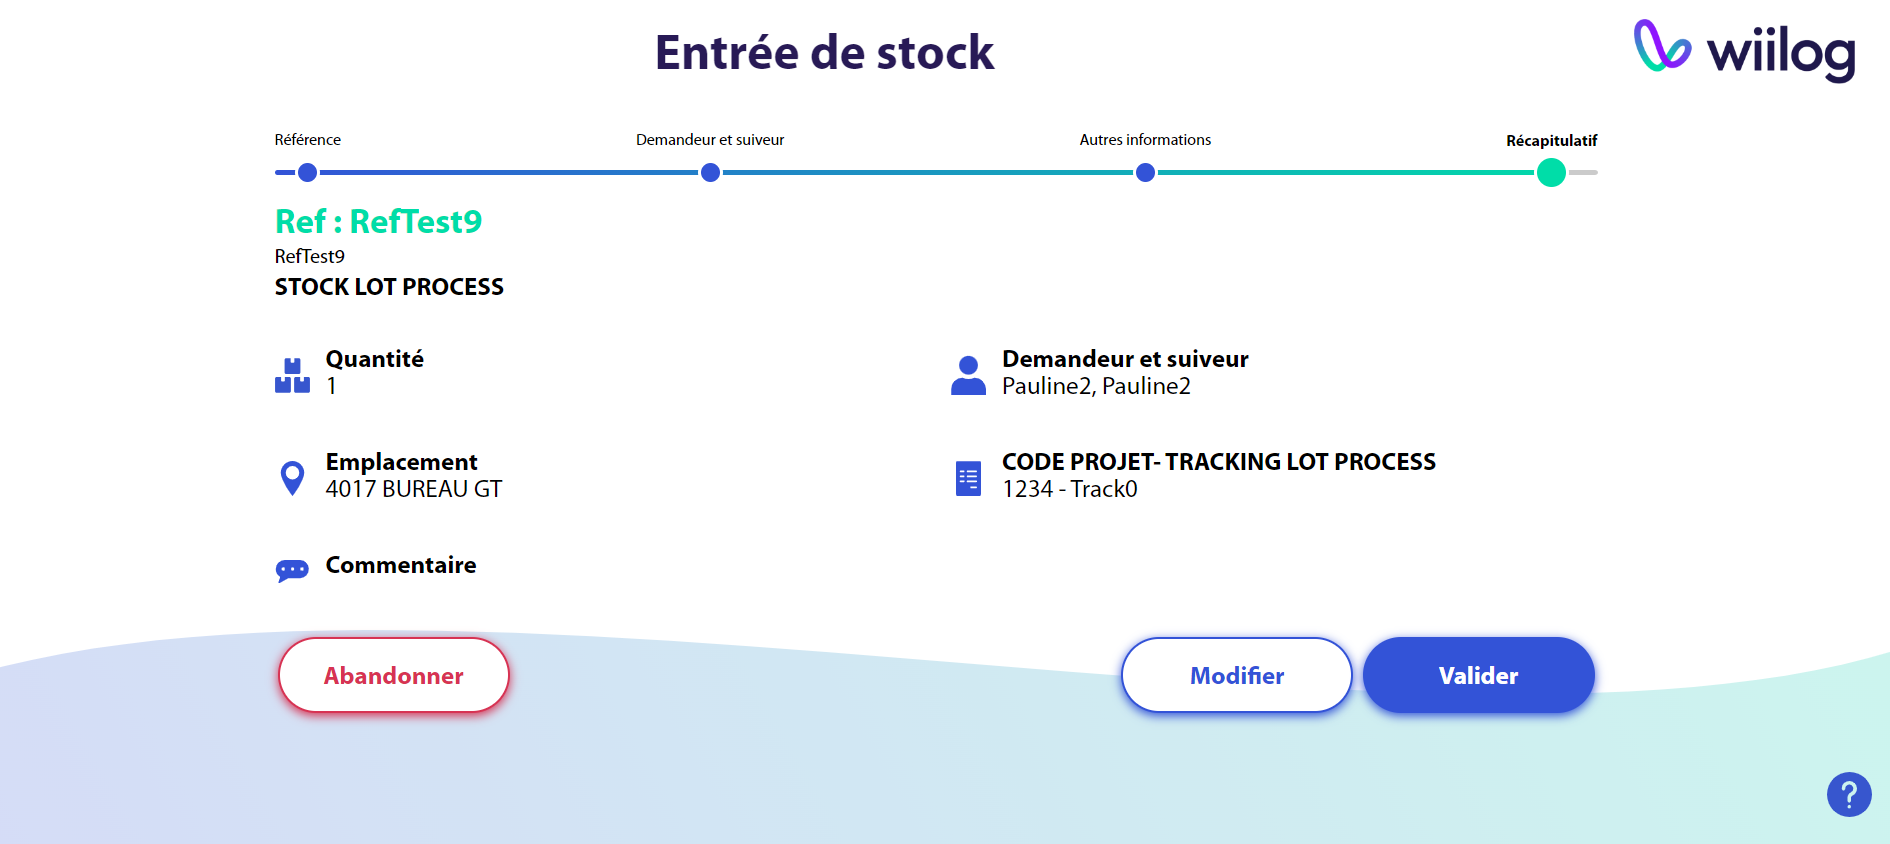 Entrée de stock
wiilog
Référence
Demandeur et suiveur
Autres informations
Récapitulatif
Ref : RefTest9
RefTest9
STOCK LOT PROCESS
Quantité
1
Demandeur et suiveur
Pauline2, Pauline2
Emplacement
4017 BUREAU GT
CODE PROJET- TRACKING LOT PROCESS
1234 - Track0
Commentaire
Abandonner
Modifier
Valider
?